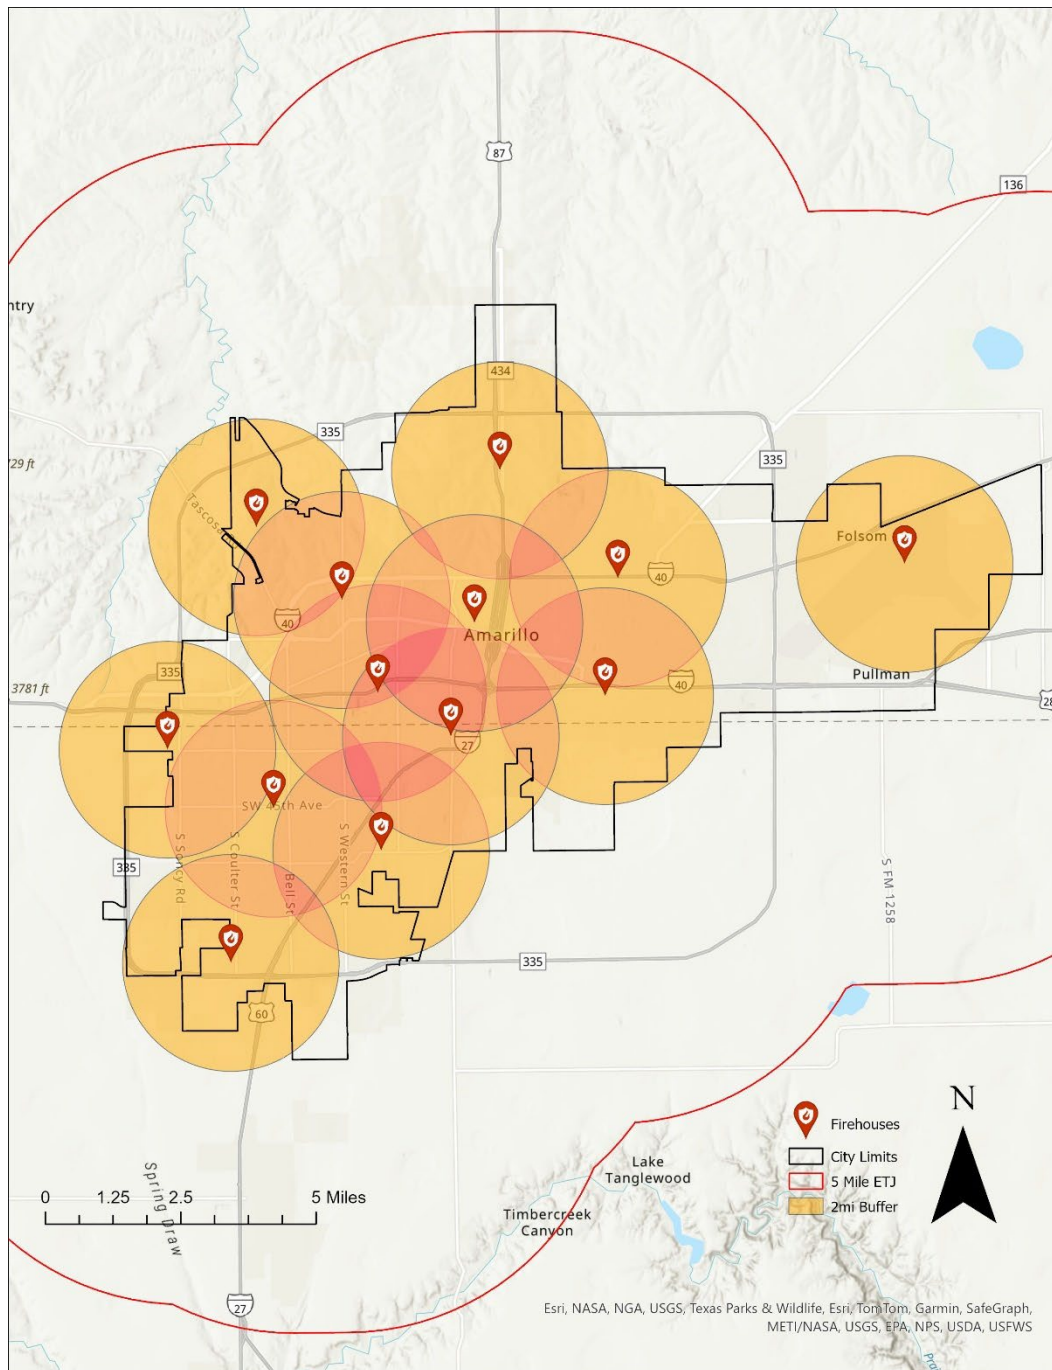 87
136
ntry
434
335
335
729 ft
Tascosa
Folsom
40
40
Amarillo
335
3781 ft
40
Pullman
28
27
SW 45th Ave
S Soncy Rd
S Coulter St
Bell St
S Western St
335
S FM 1258
335
60
N
Firehouses
City Limits
5 Mile ETJ
2mi Buffer
Lake
Tanglewood
0 1.25 2.5 5 Miles
Spring Draw
Timbercreek
Canyon
27
Esri, NASA, NGA, USGS, Texas Parks & Wildlife, Esri, TomTom, Garmin, SafeGraph,
METI/NASA, USGS, EPA, NPS, USDA, USFWS
Prai